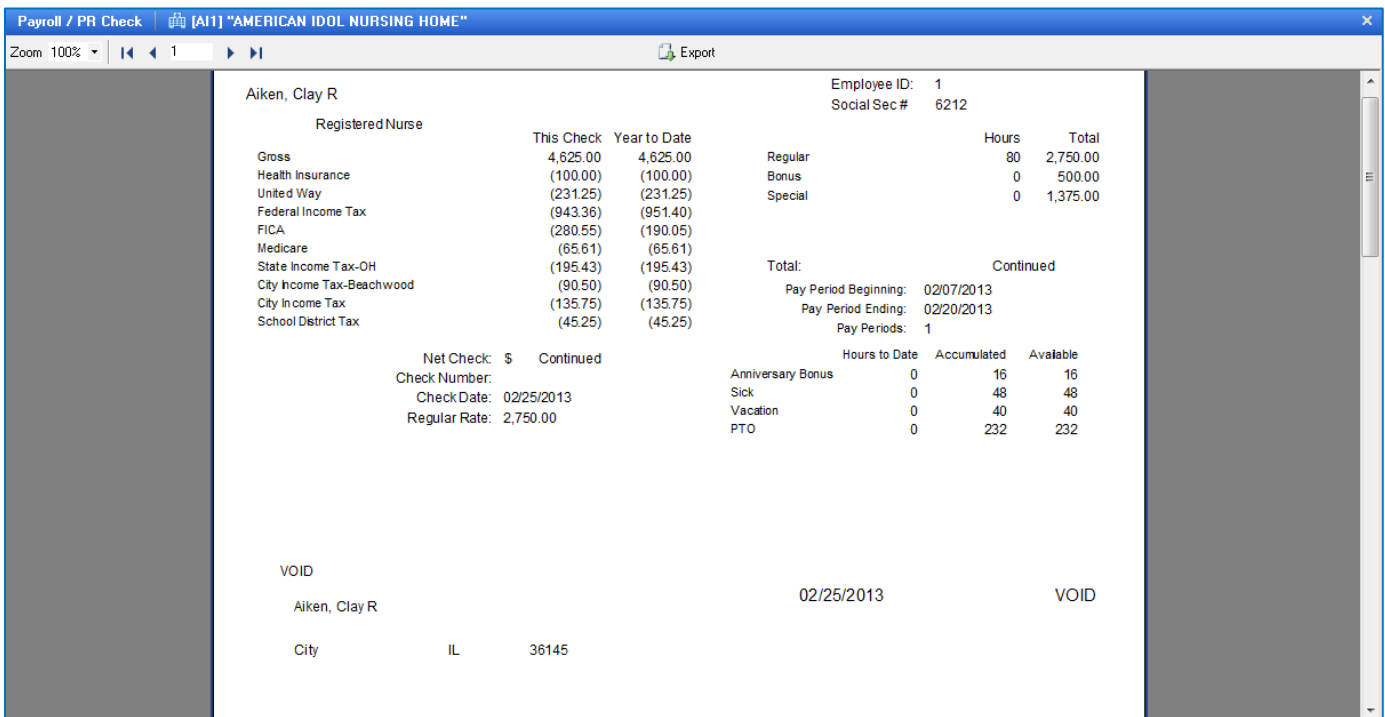 Payroll / PR Check [AI1] "AMERICAN IDOL NURSING HOME"
Zoom 100% 1 Export
Aiken, Clay R
Registered Nurse
This Check Year to Date
Gross 4,625.00 4,625.00
Health Insurance (100.00) (100.00)
United Way (231.25) (231.25)
Federal Income Tax (943.36) (951.40)
FICA (280.55) (190.05)
Medicare (65.61) (65.61)
State Income Tax-OH (195.43) (195.43)
City Income Tax-Beachwood (90.50) (90.50)
City Income Tax (135.75) (135.75)
School District Tax (45.25) (45.25)
Net Check: $ Continued
Check Number:
Check Date: 02/25/2013
Regular Rate: 2,750.00
Employee ID: 1
Social Sec # 6212
Hours Total
Regular 80 2,750.00
Bonus 0 500.00
Special 0 1,375.00
Total: Continued
Pay Period Beginning: 02/07/2013
Pay Period Ending: 02/20/2013
Pay Periods: 1
Hours to Date Accumulated Available
Anniversary Bonus 0 16 16
Sick 0 48 48
Vacation 0 40 40
PTO 0 232 232
VOID
02/25/2013 VOID
Aiken, Clay R
City IL 36145